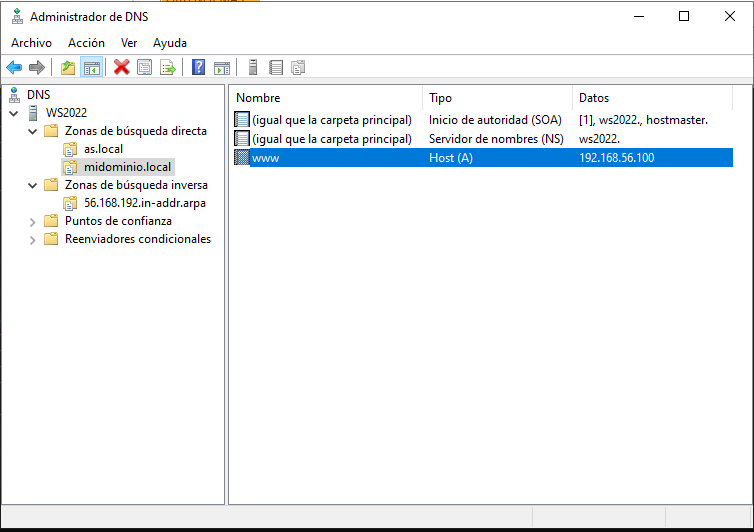 Administrador de DNS
Archivo Acción Ver Ayuda
DNS
WS2022
Zonas de búsqueda directa
as.local
midominio.local
Zonas de búsqueda inversa
56.168.192.in-addr.arpa
Puntos de confianza
Reenviadores condicionales
Nombre Tipo Datos
(igual que la carpeta principal) Inicio de autoridad (SOA) [1], ws2022., hostmaster.
(igual que la carpeta principal) Servidor de nombres (NS) ws2022.
www Host (A) 192.168.56.100